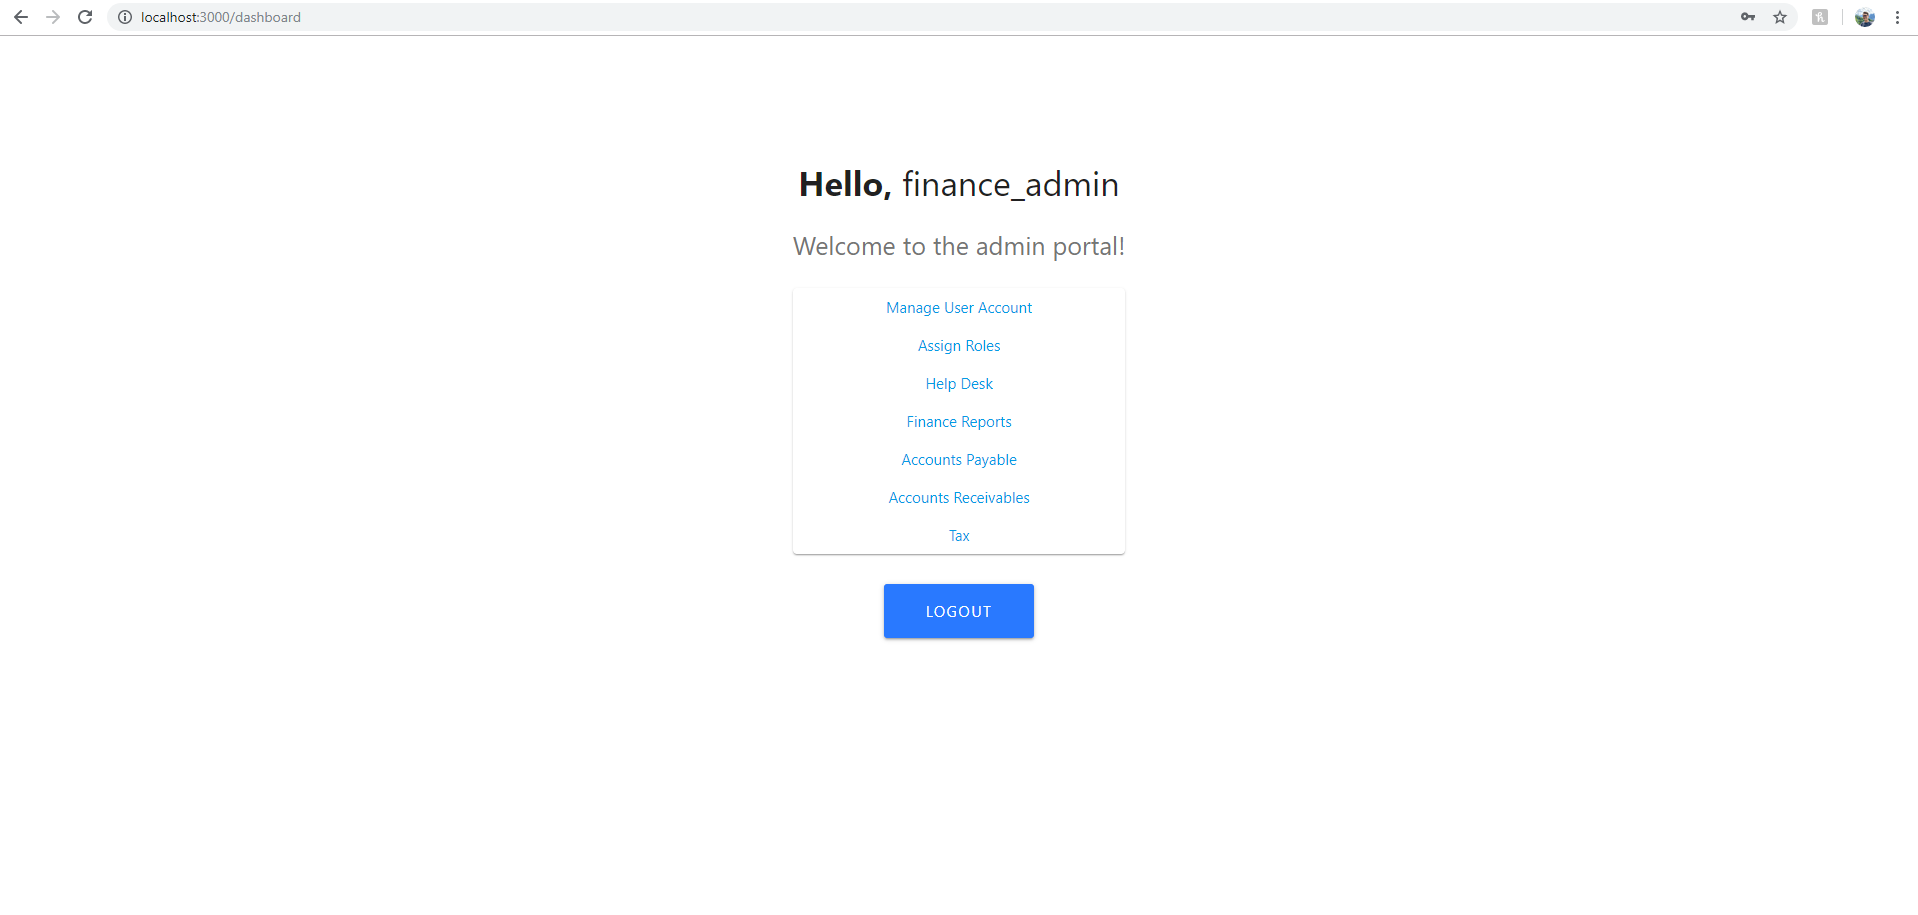 localhost:3000/dashboard
Hello, finance_admin
Welcome to the admin portal!
Manage User Account
Assign Roles
Help Desk
Finance Reports
Accounts Payable
Accounts Receivables
Tax
LOGOUT